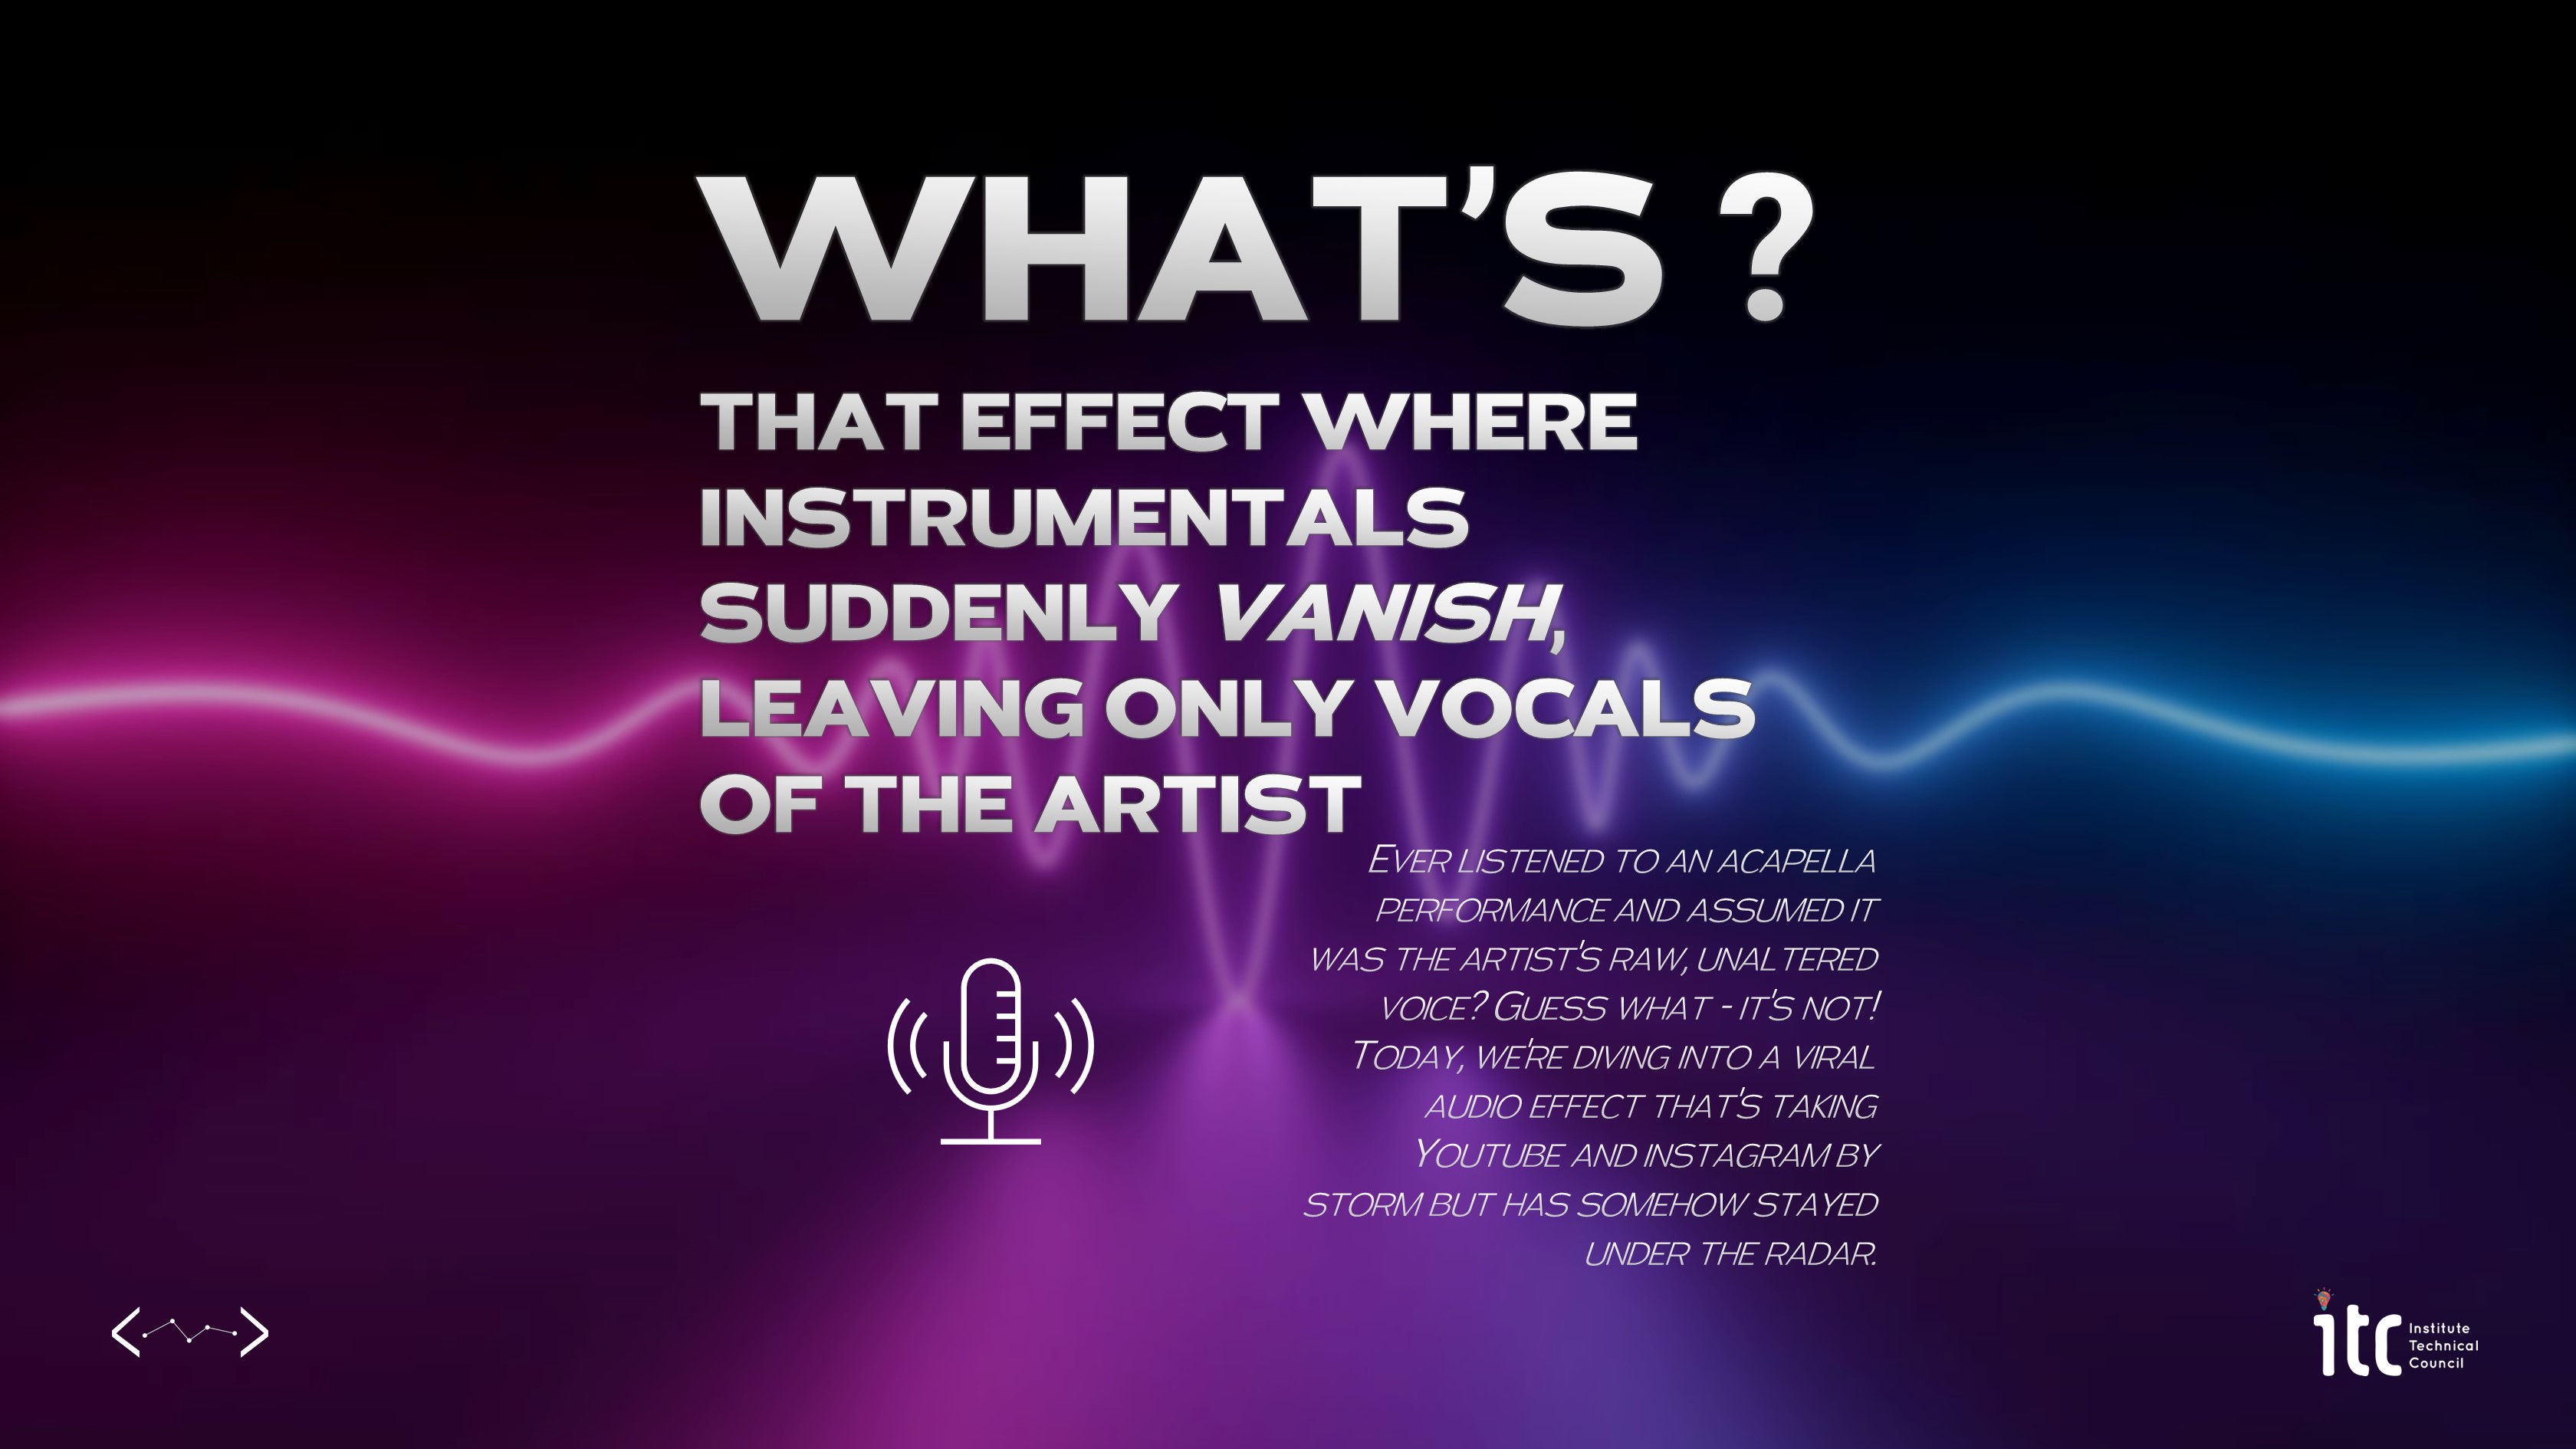 WHAT'S ?
THAT EFFECT WHERE
INSTRUMENTALS
SUDDENLY VANISH,
LEAVING ONLY VOCALS
OF THE ARTIST
EVER LISTENED TO AN ACAPELLA
PERFORMANCE AND ASSUMED IT
WAS THE ARTIST'S RAW, UNALTERED
VOICE? GUESS WHAT - IT'S NOT!
TODAY, WE'RE DIVING INTO A VIRAL
AUDIO EFFECT THAT'S TAKING
YOUTUBE AND INSTAGRAM BY
STORM BUT HAS SOMEHOW STAYED
UNDER THE RADAR.
itc
Institute
Technical
Council